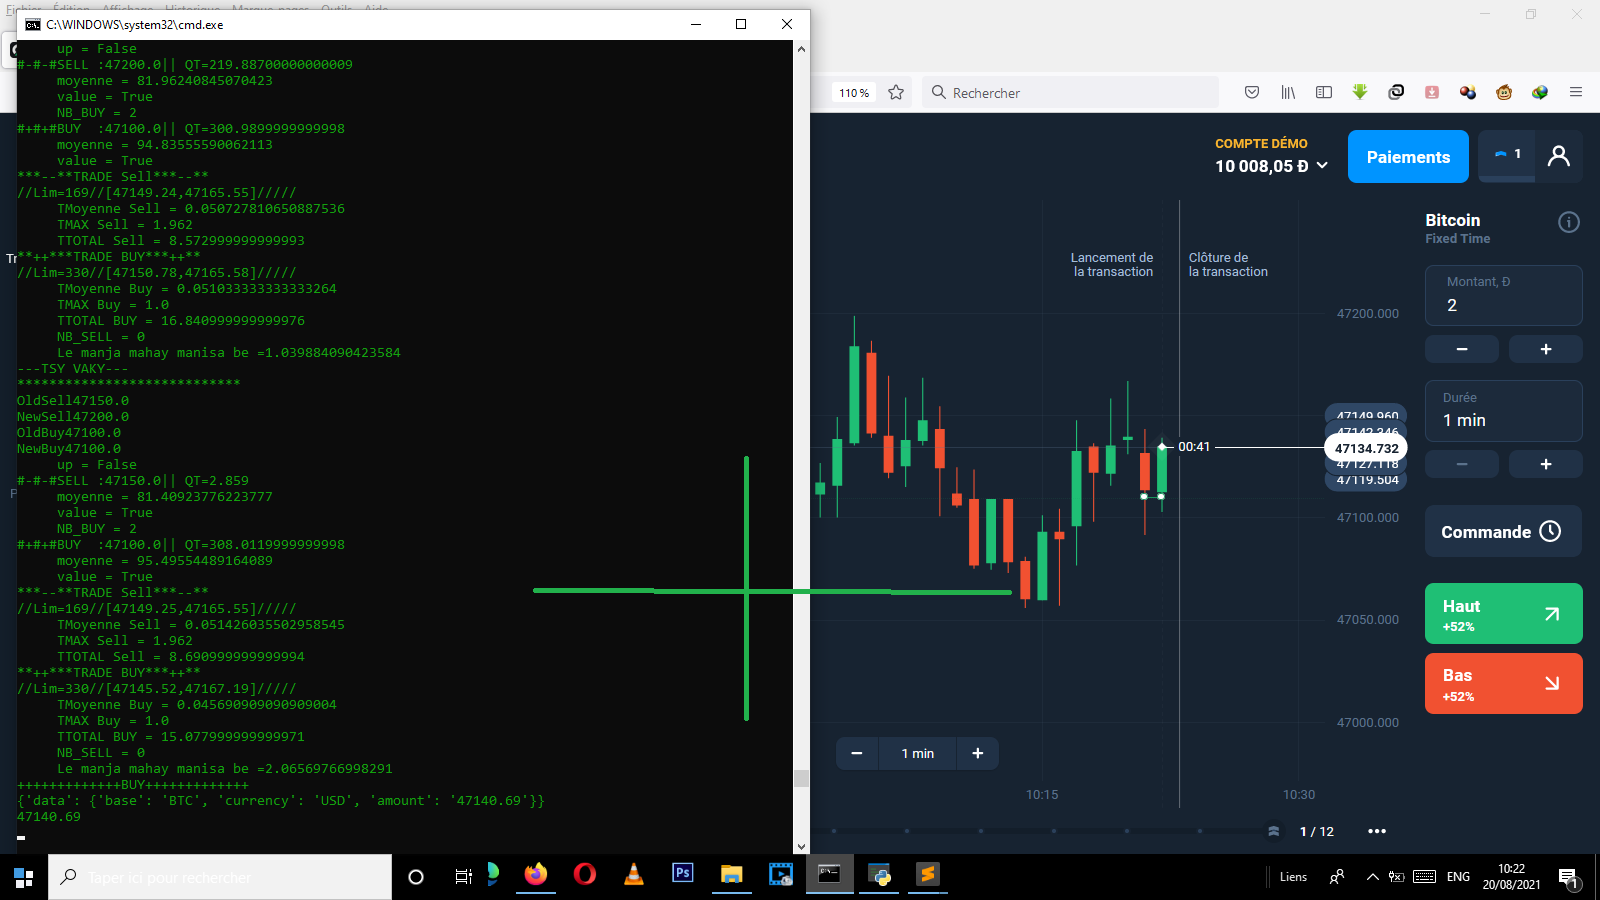 Fichier Édition Affichage Historique Marque-pages Outils Aide
C:\WINDOWS\system32\cmd.exe
up = False
#-#-#SELL :47200.0|| QT=219.88700000000009
moyenne = 81.96240845070423
value = True
NB_BUY = 2
#+#+#BUY  :47100.0|| QT=300.9899999999998
moyenne = 94.83555590062113
value = True
***--**TRADE Sell***--**
//Lim=169//[47149.24,47165.55]/////
TMoyenne Sell = 0.050727810650887536
TMAX Sell = 1.962
TTOTAL Sell = 8.572999999999993
**++***TRADE BUY***++**
//Lim=330//[47150.78,47165.58]/////
TMoyenne Buy = 0.051033333333333264
TMAX Buy = 1.0
TTOTAL BUY = 16.840999999999976
NB_SELL = 0
Le manja mahay manisa be =1.039884090423584
---TSY VAKY---
****************************
OldSell47150.0
NewSell47200.0
OldBuy47100.0
NewBuy47100.0
up = False
#-#-#SELL :47150.0|| QT=2.859
moyenne = 81.40923776223777
value = True
NB_BUY = 2
#+#+#BUY  :47100.0|| QT=308.0119999999998
moyenne = 95.49554489164089
value = True
***--**TRADE Sell***--**
//Lim=169//[47149.25,47165.55]/////
TMoyenne Sell = 0.051426035502958545
TMAX Sell = 1.962
TTOTAL Sell = 8.690999999999994
**++***TRADE BUY***++**
//Lim=330//[47145.52,47167.19]/////
TMoyenne Buy = 0.045690909090909004
TMAX Buy = 1.0
TTOTAL BUY = 15.077999999999971
NB_SELL = 0
Le manja mahay manisa be =2.06569766998291
+++++++++++++BUY+++++++++++++
{'data': {'base': 'BTC', 'currency': 'USD', 'amount': '47140.69'}}
47140.69
110 %
Rechercher
COMPTE DÉMO
10 008,05 Đ
Paiements
1
Lancement de
la transaction
Clôture de
la transaction
00:41
47200.000
47149.960
47142.346
47134.732
47127.118
47119.504
47100.000
47050.000
47000.000
1 min
10:15
10:30
1 / 12
Bitcoin
Fixed Time
Montant, Đ
2
Durée
1 min
Commande
Haut
+52%
Bas
+52%
Taper ici pour rechercher
Ps
Liens
ENG
10:22
20/08/2021
1